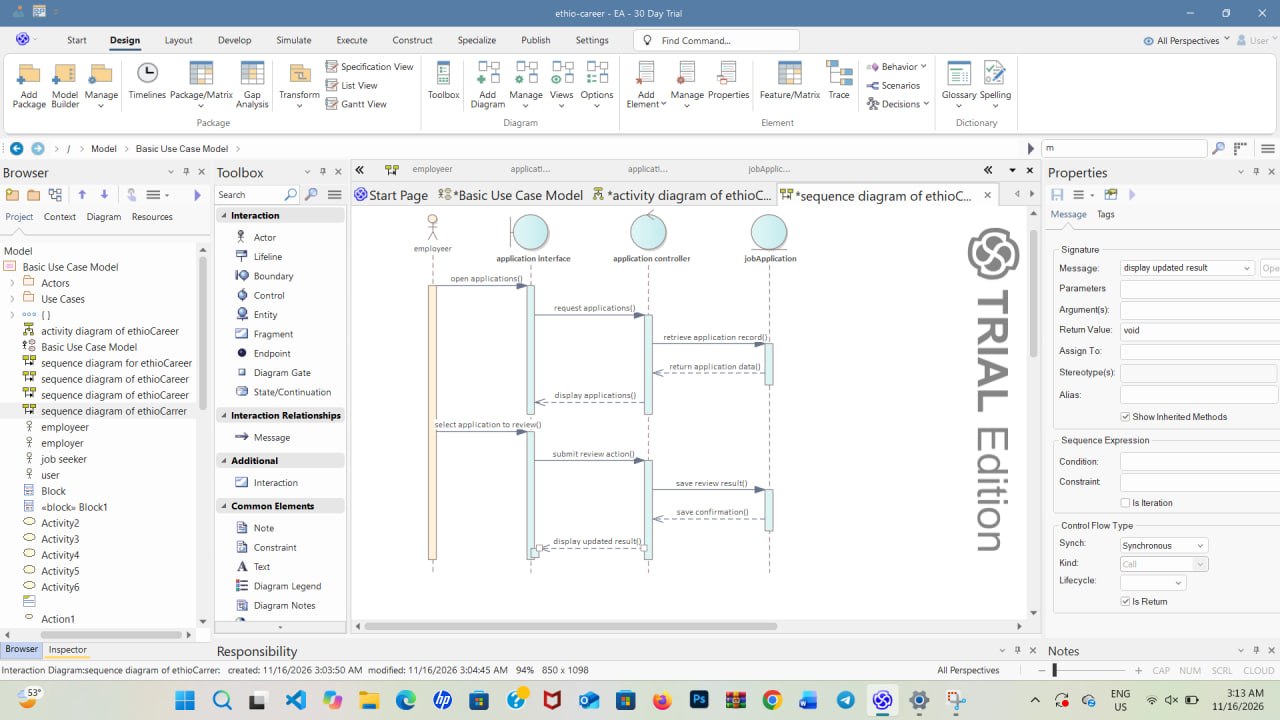 ethio-career - EA - 30 Day Trial
Start Design Layout Develop Simulate Execute Construct Specialize Publish Settings Find Command... All Perspectives User
Add Package Model Builder Manage Timelines Package/Matrix Gap Analysis Transform Specification View List View Gantt View Toolbox Add Diagram Manage Views Options Add Element Manage Properties Feature/Matrix Trace Behavior Scenarios Decisions Glossary Spelling
Package Diagram Element Dictionary
/ Model Basic Use Case Model m
Browser
Project Context Diagram Resources
Model
Basic Use Case Model
Actors
Use Cases
{ }
activity diagram of ethioCareer
Basic Use Case Model
sequence diagram for ethioCareer
sequence diagram of ethioCareer
sequence diagram of ethioCareer
sequence diagram of ethioCarrer
employeer
employer
job seeker
user
Block
«block» Block1
Activity2
Activity3
Activity4
Activity5
Activity6
Action1
Browser Inspector
Toolbox
Search
Interaction
Actor
Lifeline
Boundary
Control
Entity
Fragment
Endpoint
Diagram Gate
State/Continuation
Interaction Relationships
Message
Additional
Interaction
Common Elements
Note
Constraint
Text
Diagram Legend
Diagram Notes
employeer applicati... applicati... jobApplic...
Start Page *Basic Use Case Model *activity diagram of ethioC... *sequence diagram of ethioC...
employeer
application interface
application controller
jobApplication
open applications()
request applications()
retrieve application record()
return application data()
display applications()
select application to review()
submit review action()
save review result()
save confirmation()
display updated result()
TRIAL Edition
Properties
Message Tags
Signature
Message: display updated result Ope
Parameters
Argument(s):
Return Value: void
Assign To:
Stereotype(s):
Alias:
Show Inherited Methods
Sequence Expression
Condition:
Constraint:
Is Iteration
Control Flow Type
Synch: Synchronous
Kind: Call
Lifecycle:
Is Return
Responsibility
Notes
Interaction Diagram:sequence diagram of ethioCarrer: created: 11/16/2026 3:03:50 AM modified: 11/16/2026 3:04:45 AM 94% 850 x 1098 All Perspectives CAP NUM SCRL CLOUD
53°
ENG US
3:13 AM
11/16/2026